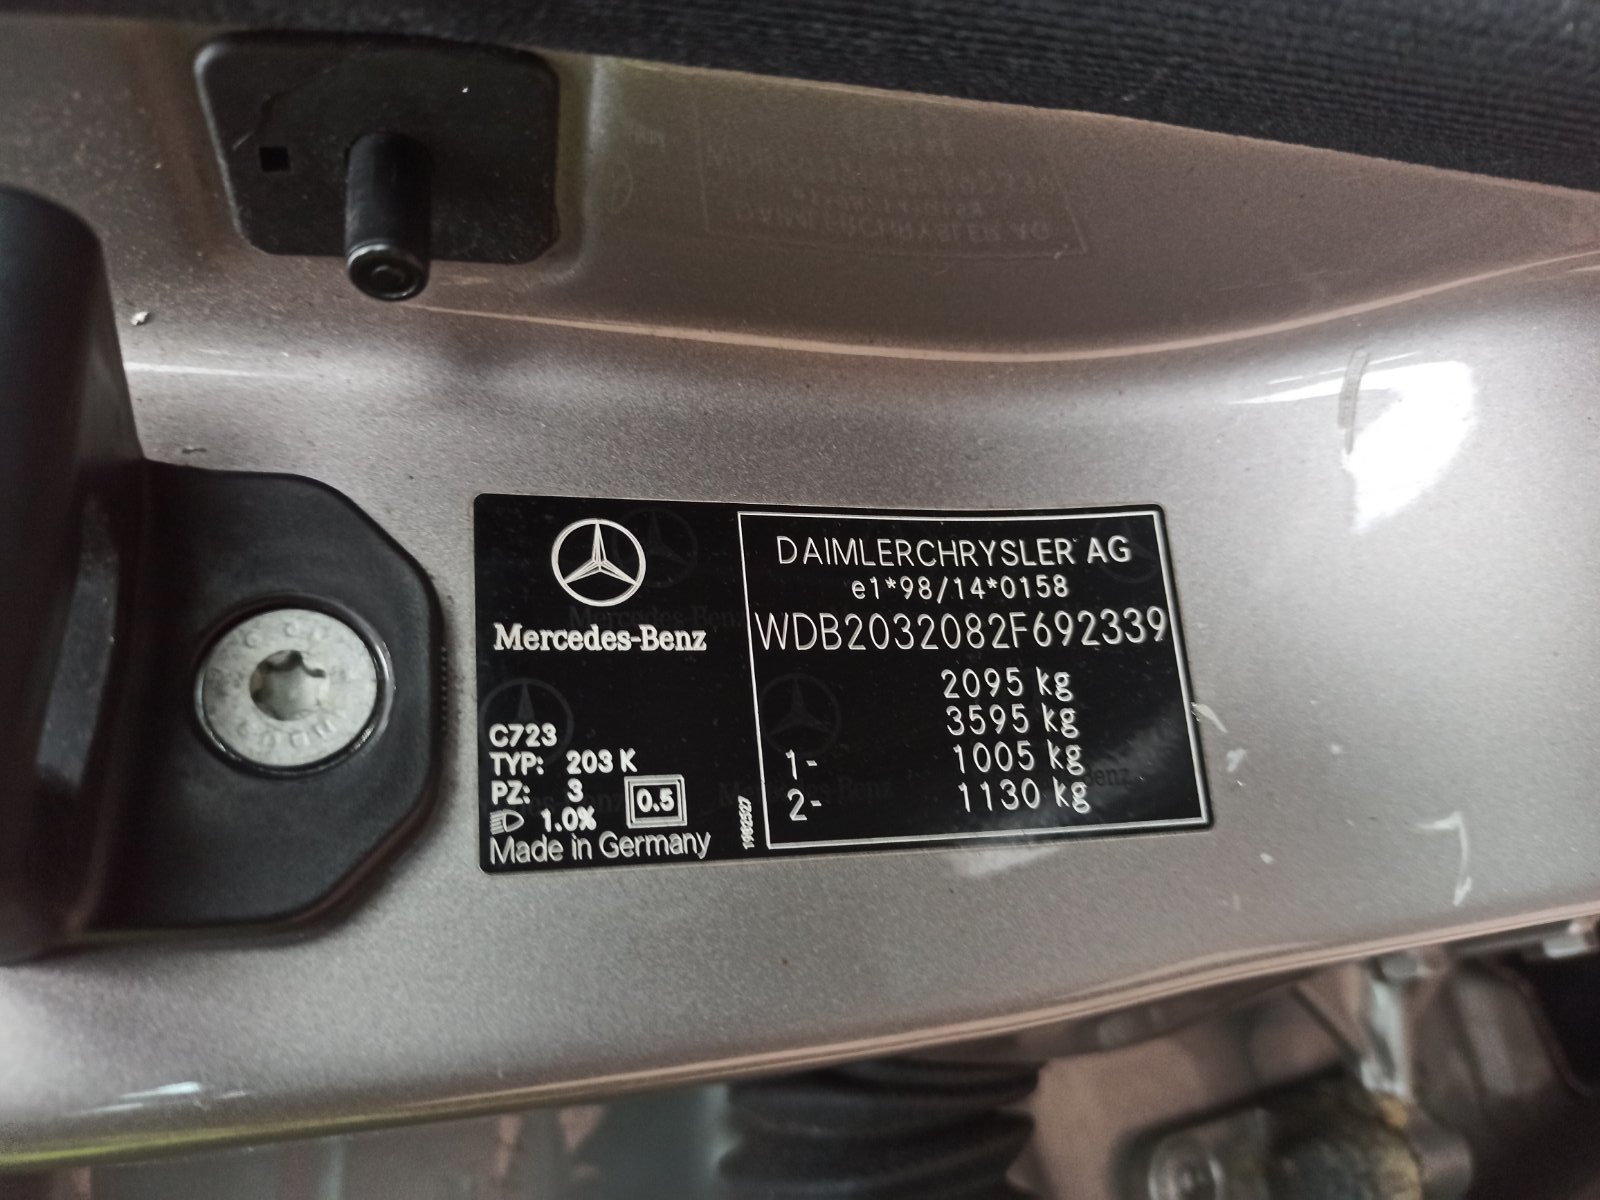 Mercedes-Benz
C723
TYP: 203 K
PZ: 3
1.0%
0.5
Made in Germany
DAIMLERCHRYSLER AG
e1*98/14*0158
WDB2032082F692339
2095 kg
3595 kg
1- 1005 kg
2- 1130 kg